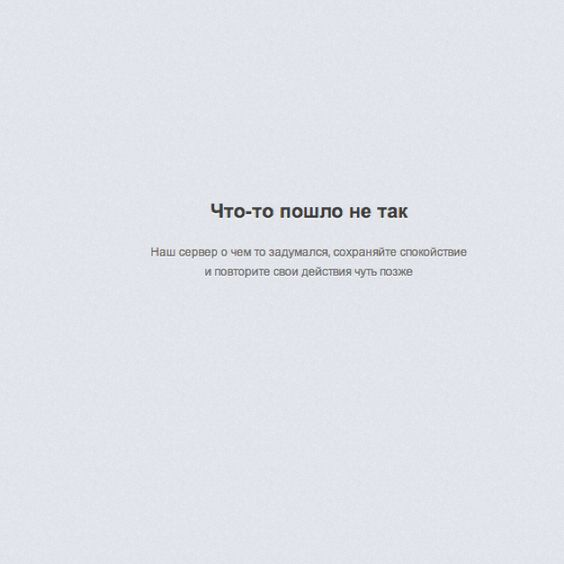 Что-то пошло не так
Наш сервер о чем то задумался, сохраняйте спокойствие
и повторите свои действия чуть позже